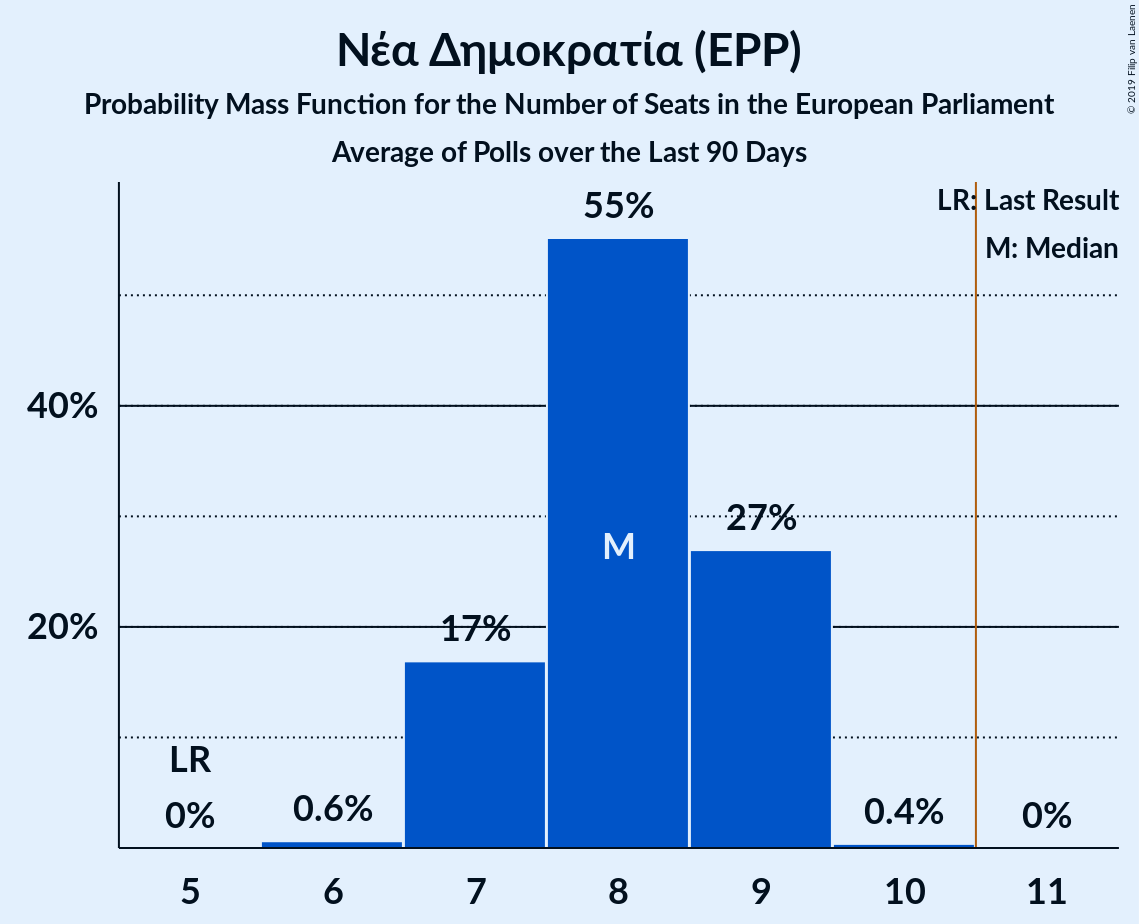 Νέα Δημοκρατία (EPP)
Probability Mass Function for the Number of Seats in the European Parliament
Average of Polls over the Last 90 Days
© 2019 Filip van Laenen
LR: Last Result
M: Median
55%
40%
27%
M
20%
17%
LR
0%
0.6%
0.4%
0%
5 6 7 8 9 10 11